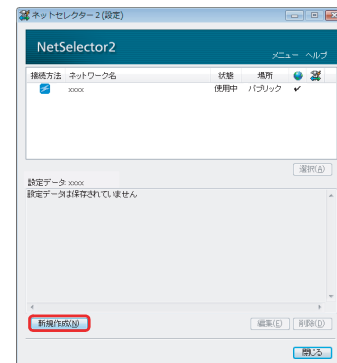 ネットセレクター2(設定)
NetSelector2
メニュー ヘルプ
接続方法 ネットワーク名 状態 場所
xxxx 使用中 パブリック ✔
選択(A)
設定データ: xxxx
設定データは保存されていません
新規作成(N) 編集(E) 削除(D)
閉じる